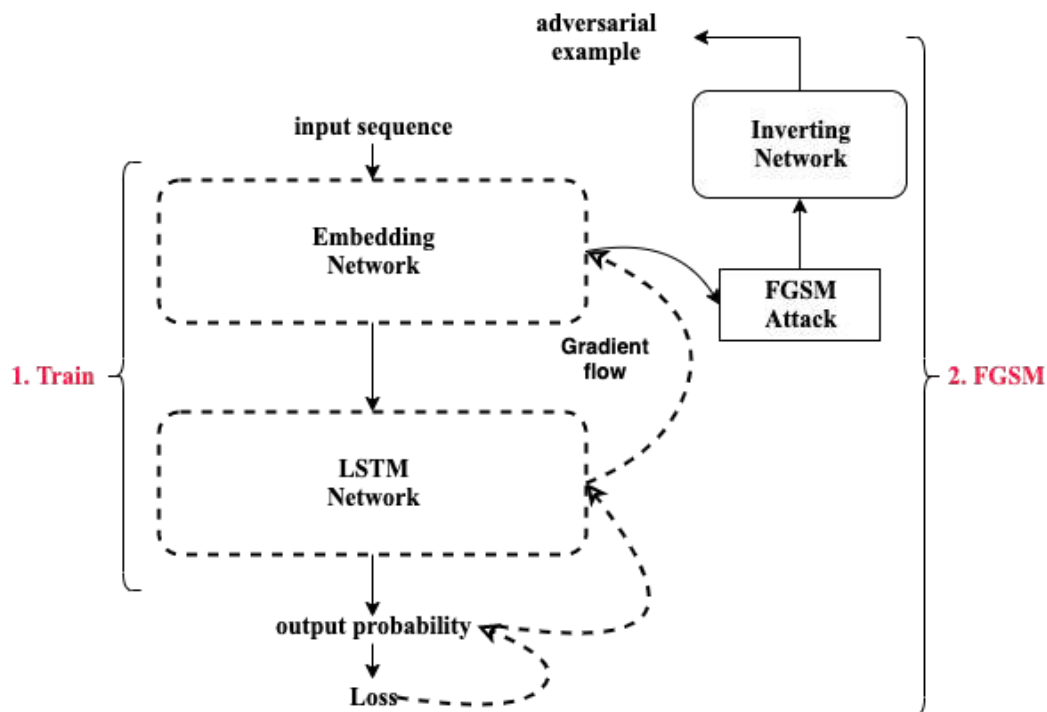 adversarial
example
Inverting
Network
input sequence
Embedding
Network
FGSM
Attack
Gradient
flow
1. Train
2. FGSM
LSTM
Network
output probability
Loss